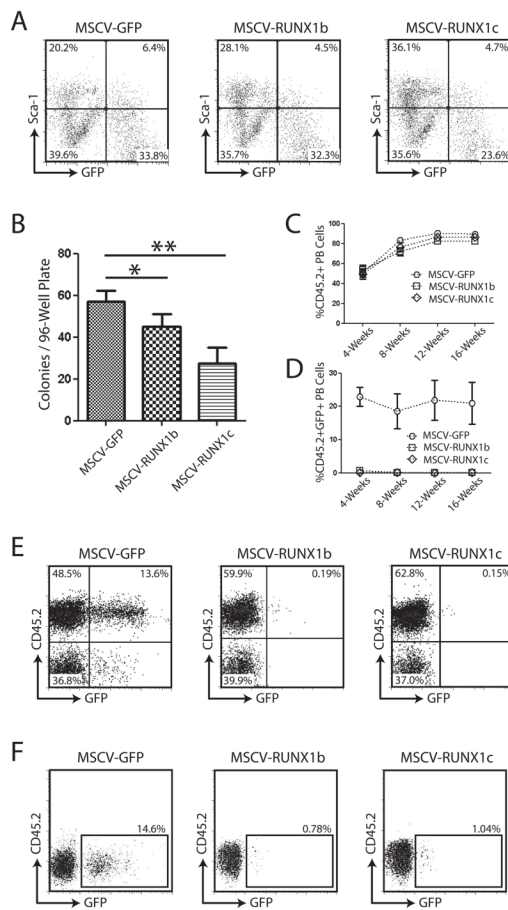 A
MSCV-GFP
MSCV-RUNX1b
MSCV-RUNX1c
20.2%
6.4%
28.1%
4.5%
36.1%
4.7%
Sca-1
39.6%
33.8%
35.7%
32.3%
35.6%
23.6%
GFP
GFP
GFP
B
Colonies / 96-Well Plate
80
60
40
20
0
**
*
MSCV-GFP
MSCV-RUNX1b
MSCV-RUNX1c
C
%CD45.2+ PB Cells
100
80
60
40
20
0
MSCV-GFP
MSCV-RUNX1b
MSCV-RUNX1c
4-Weeks
8-Weeks
12-Weeks
16-Weeks
D
%CD45.2+GFP+ PB Cells
30
20
10
0
MSCV-GFP
MSCV-RUNX1b
MSCV-RUNX1c
4-Weeks
8-Weeks
12-Weeks
16-Weeks
E
MSCV-GFP
MSCV-RUNX1b
MSCV-RUNX1c
48.5%
13.6%
59.9%
0.19%
62.8%
0.15%
CD45.2
CD45.2
CD45.2
36.8%
39.9%
37.0%
GFP
GFP
GFP
F
MSCV-GFP
MSCV-RUNX1b
MSCV-RUNX1c
14.6%
0.78%
1.04%
CD45.2
CD45.2
CD45.2
GFP
GFP
GFP